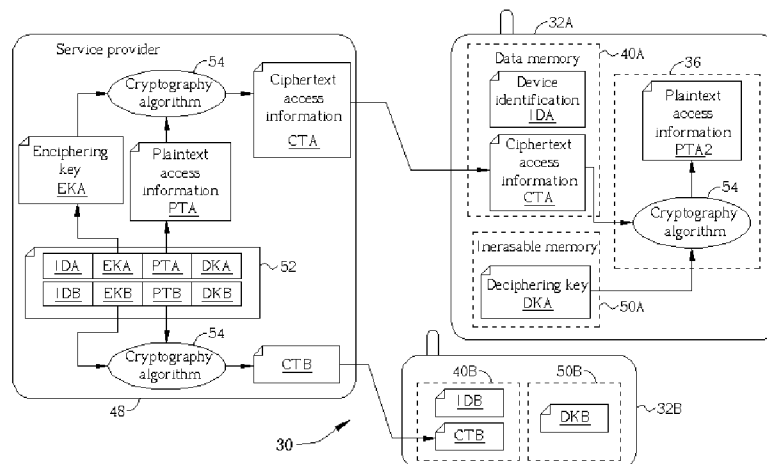 Service provider
54
Cryptography
algorithm
Ciphertext
access
information
CTA
Enciphering
key
EKA
Plaintext
access
information
PTA
IDA EKA PTA DKA
IDB EKB PTB DKB
52
54
Cryptography
algorithm
CTB
48
30
32A
40A
Data memory
Device
identification
IDA
Ciphertext
access
information
CTA
Inerasable memory
Deciphering key
DKA
50A
36
Plaintext
access
information
PTA2
54
Cryptography
algorithm
40B
50B
IDB
CTB
DKB
32B